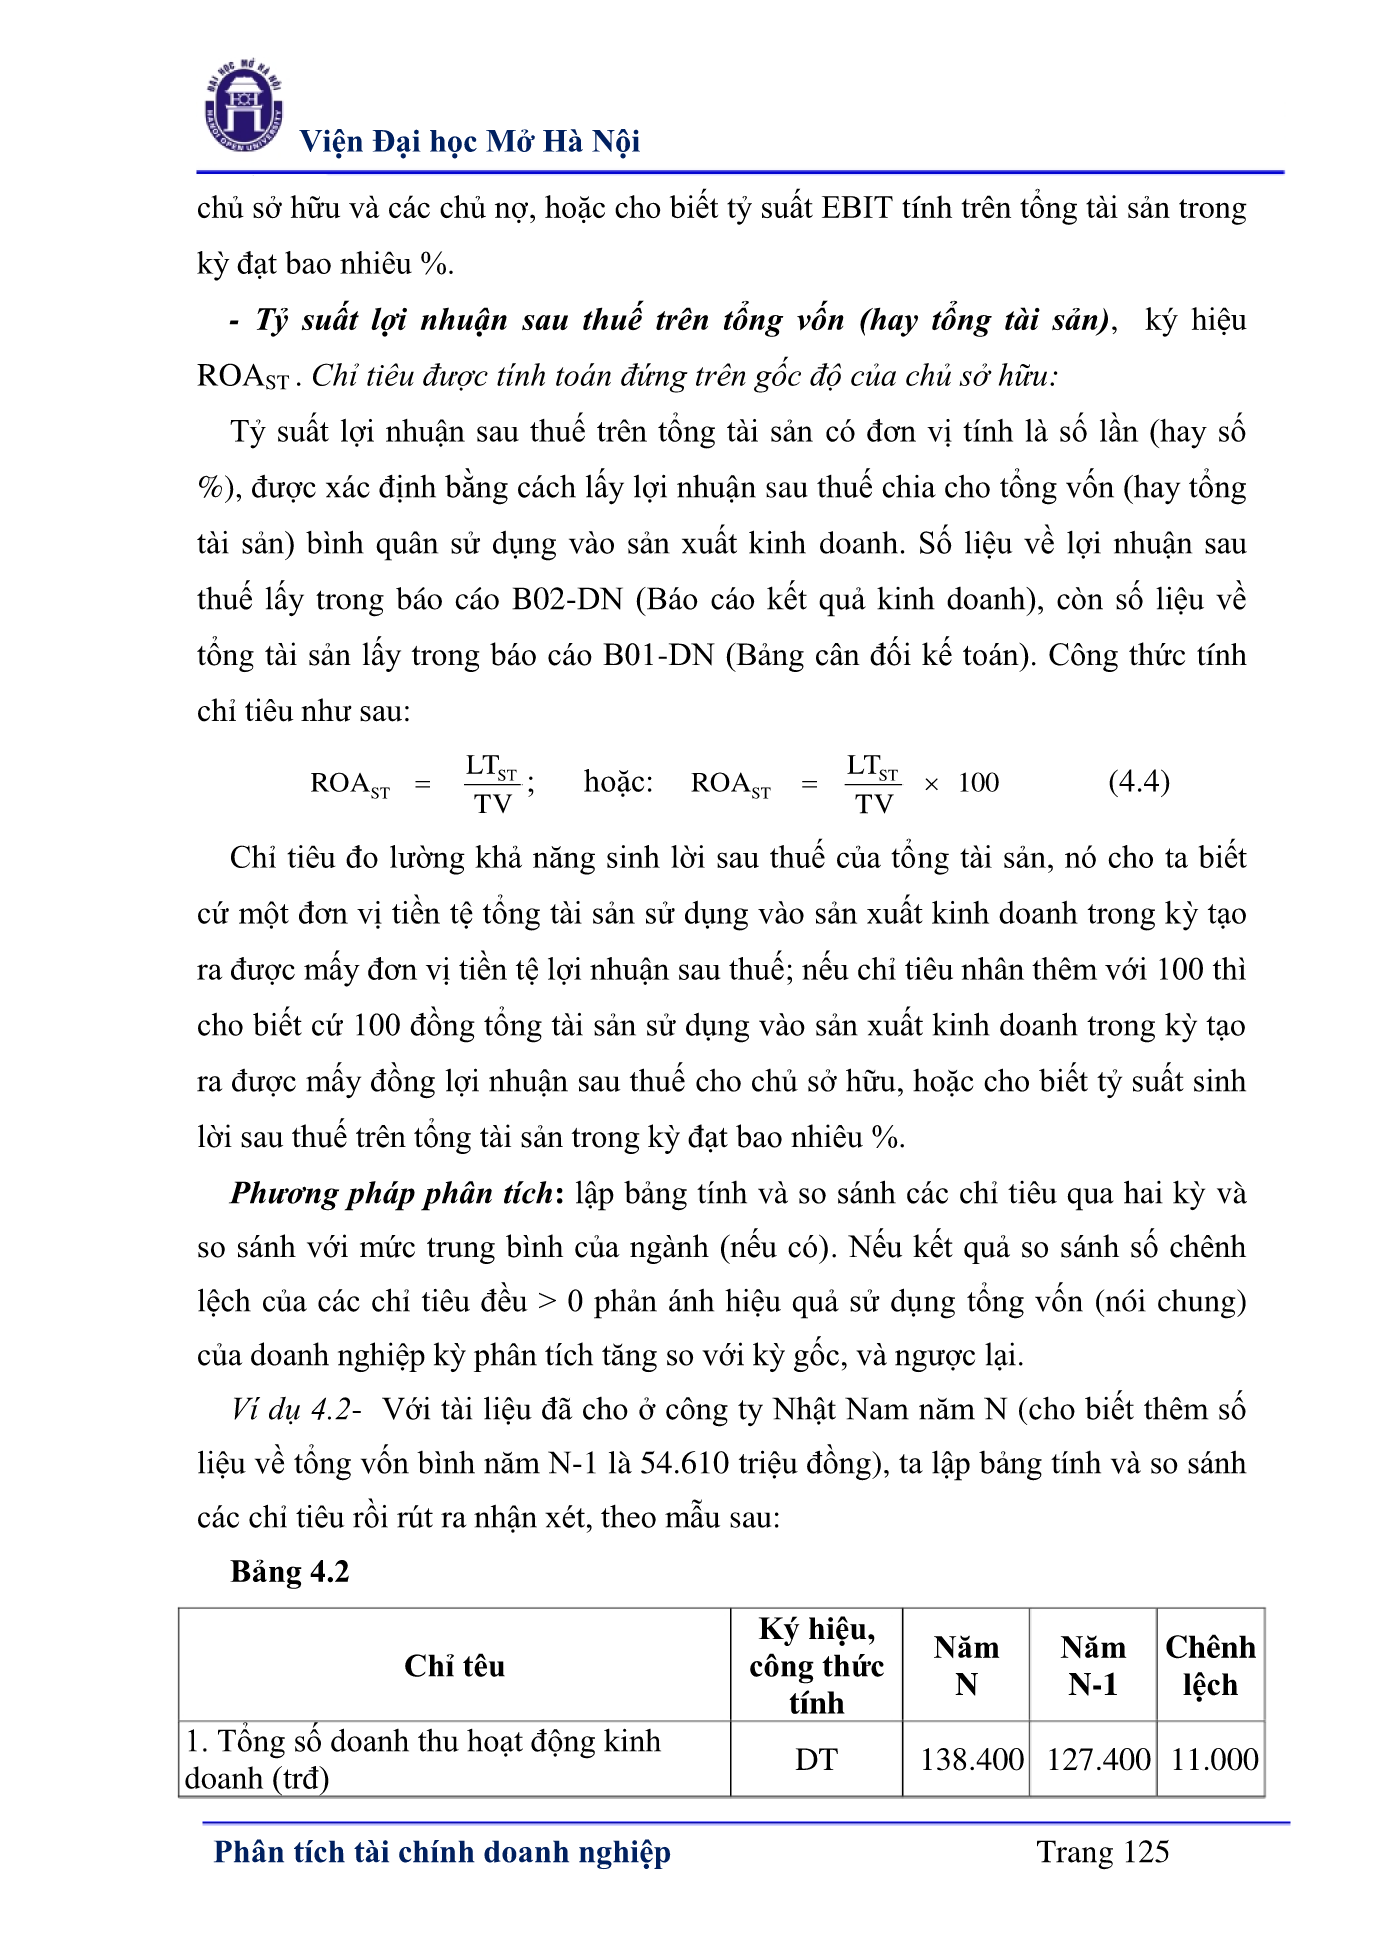 ĐẠI HỌC MỞ HÀ NỘI
HANOI OPEN UNIVERSITY
Viện Đại học Mở Hà Nội
chủ sở hữu và các chủ nợ, hoặc cho biết tỷ suất EBIT tính trên tổng tài sản trong
kỳ đạt bao nhiêu %.
- Tỷ suất lợi nhuận sau thuế trên tổng vốn (hay tổng tài sản), ký hiệu
ROAST . Chỉ tiêu được tính toán đứng trên gốc độ của chủ sở hữu:
Tỷ suất lợi nhuận sau thuế trên tổng tài sản có đơn vị tính là số lần (hay số
%), được xác định bằng cách lấy lợi nhuận sau thuế chia cho tổng vốn (hay tổng
tài sản) bình quân sử dụng vào sản xuất kinh doanh. Số liệu về lợi nhuận sau
thuế lấy trong báo cáo B02-DN (Báo cáo kết quả kinh doanh), còn số liệu về
tổng tài sản lấy trong báo cáo B01-DN (Bảng cân đối kế toán). Công thức tính
chỉ tiêu như sau:
ROAST = LTST / TV ; hoặc: ROAST = LTST / TV × 100 (4.4)
Chỉ tiêu đo lường khả năng sinh lời sau thuế của tổng tài sản, nó cho ta biết
cứ một đơn vị tiền tệ tổng tài sản sử dụng vào sản xuất kinh doanh trong kỳ tạo
ra được mấy đơn vị tiền tệ lợi nhuận sau thuế; nếu chỉ tiêu nhân thêm với 100 thì
cho biết cứ 100 đồng tổng tài sản sử dụng vào sản xuất kinh doanh trong kỳ tạo
ra được mấy đồng lợi nhuận sau thuế cho chủ sở hữu, hoặc cho biết tỷ suất sinh
lời sau thuế trên tổng tài sản trong kỳ đạt bao nhiêu %.
Phương pháp phân tích: lập bảng tính và so sánh các chỉ tiêu qua hai kỳ và
so sánh với mức trung bình của ngành (nếu có). Nếu kết quả so sánh số chênh
lệch của các chỉ tiêu đều > 0 phản ánh hiệu quả sử dụng tổng vốn (nói chung)
của doanh nghiệp kỳ phân tích tăng so với kỳ gốc, và ngược lại.
Ví dụ 4.2- Với tài liệu đã cho ở công ty Nhật Nam năm N (cho biết thêm số
liệu về tổng vốn bình năm N-1 là 54.610 triệu đồng), ta lập bảng tính và so sánh
các chỉ tiêu rồi rút ra nhận xét, theo mẫu sau:
Bảng 4.2
Chỉ têu
Ký hiệu,
công thức
tính
Năm
N
Năm
N-1
Chênh
lệch
1. Tổng số doanh thu hoạt động kinh
doanh (trđ)
DT
138.400
127.400
11.000
Phân tích tài chính doanh nghiệp
Trang 125